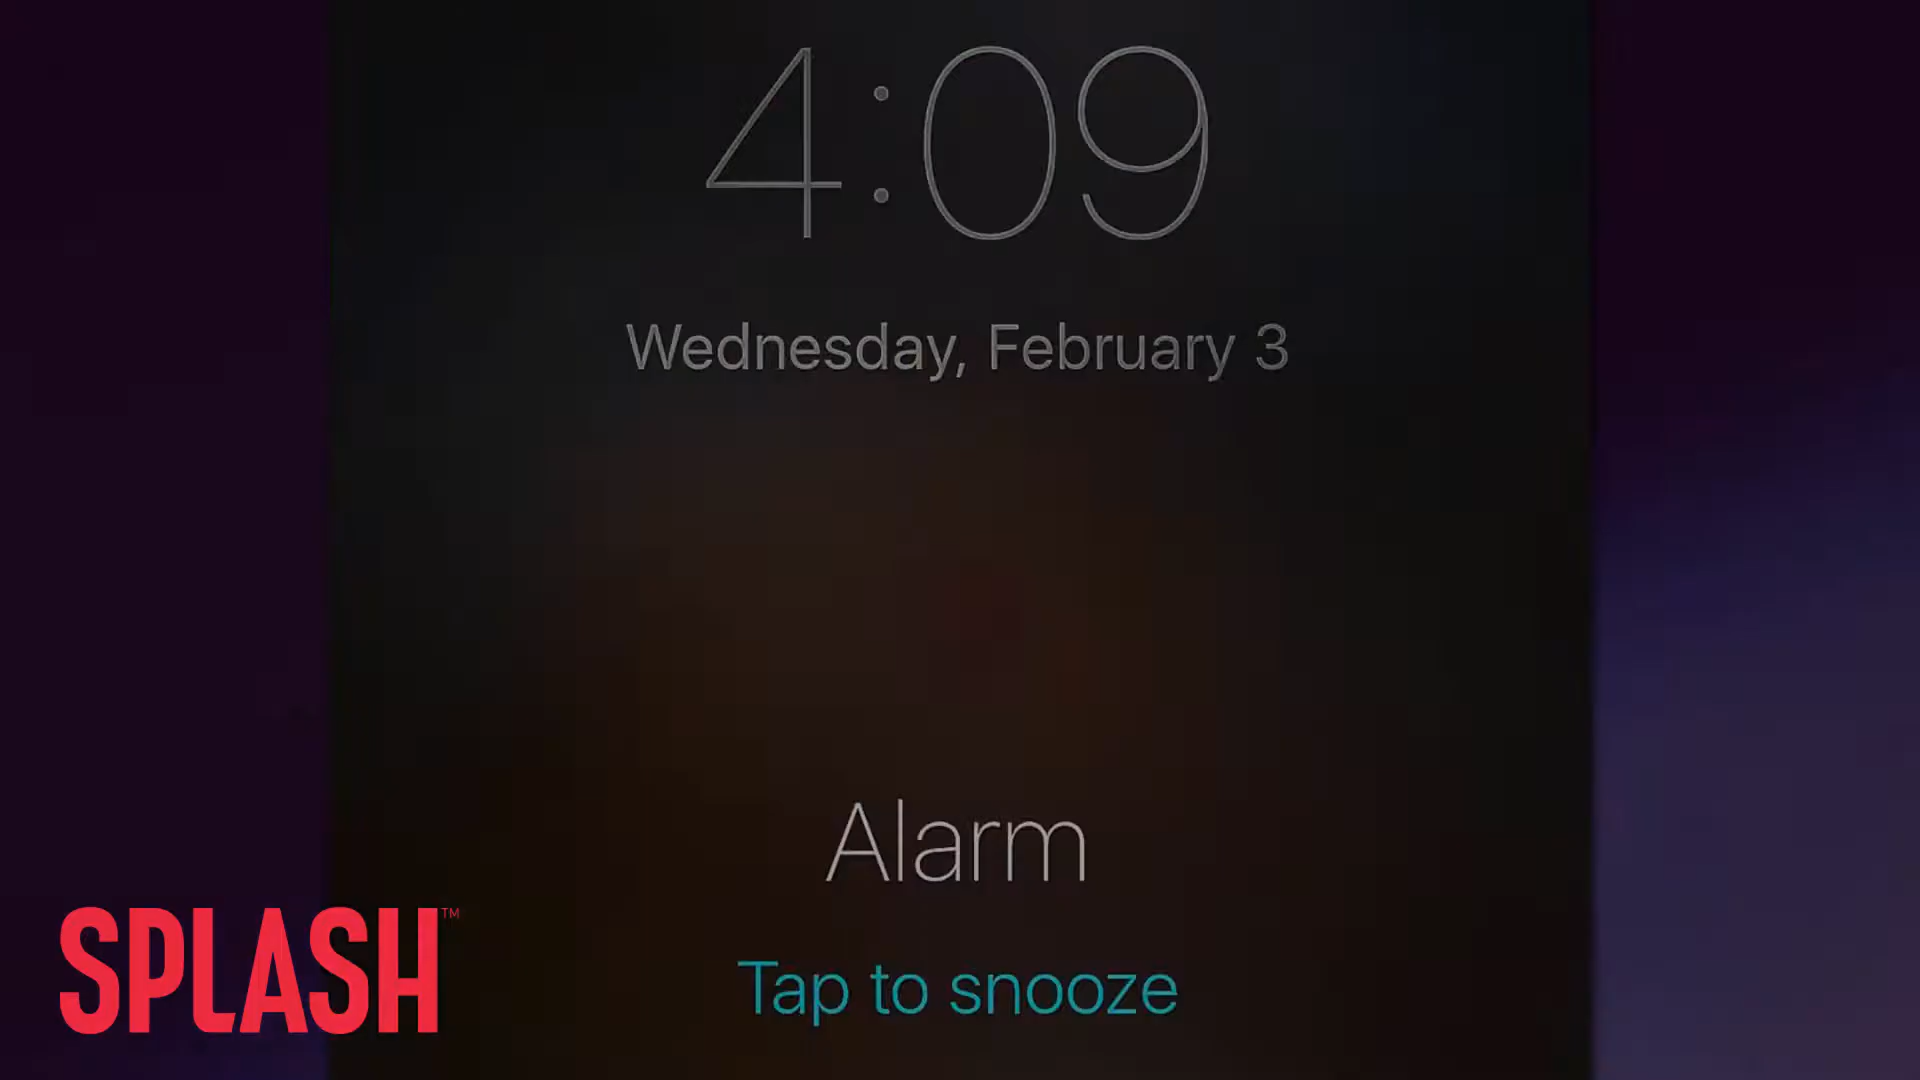 4:09
Wednesday, February 3
Alarm
Tap to snooze
SPLASH™